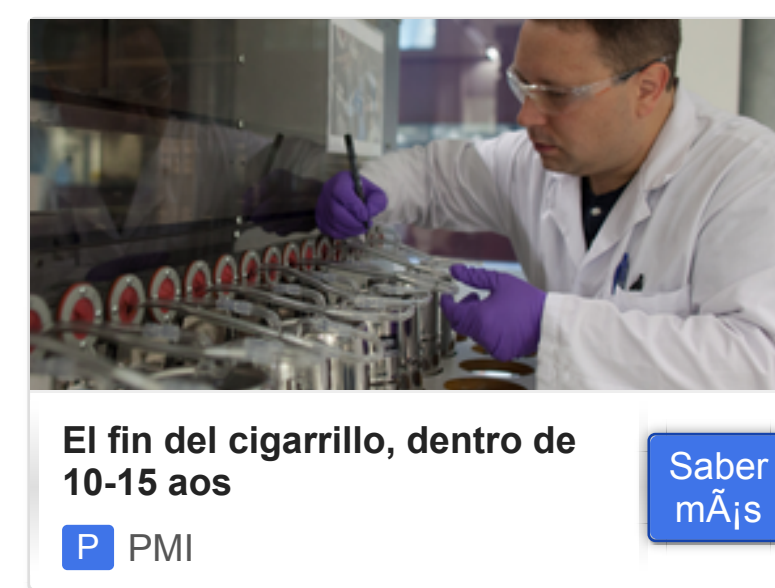 El fin del cigarrillo, dentro de
10-15 aos
P PMI
Saber
mÃ¡s